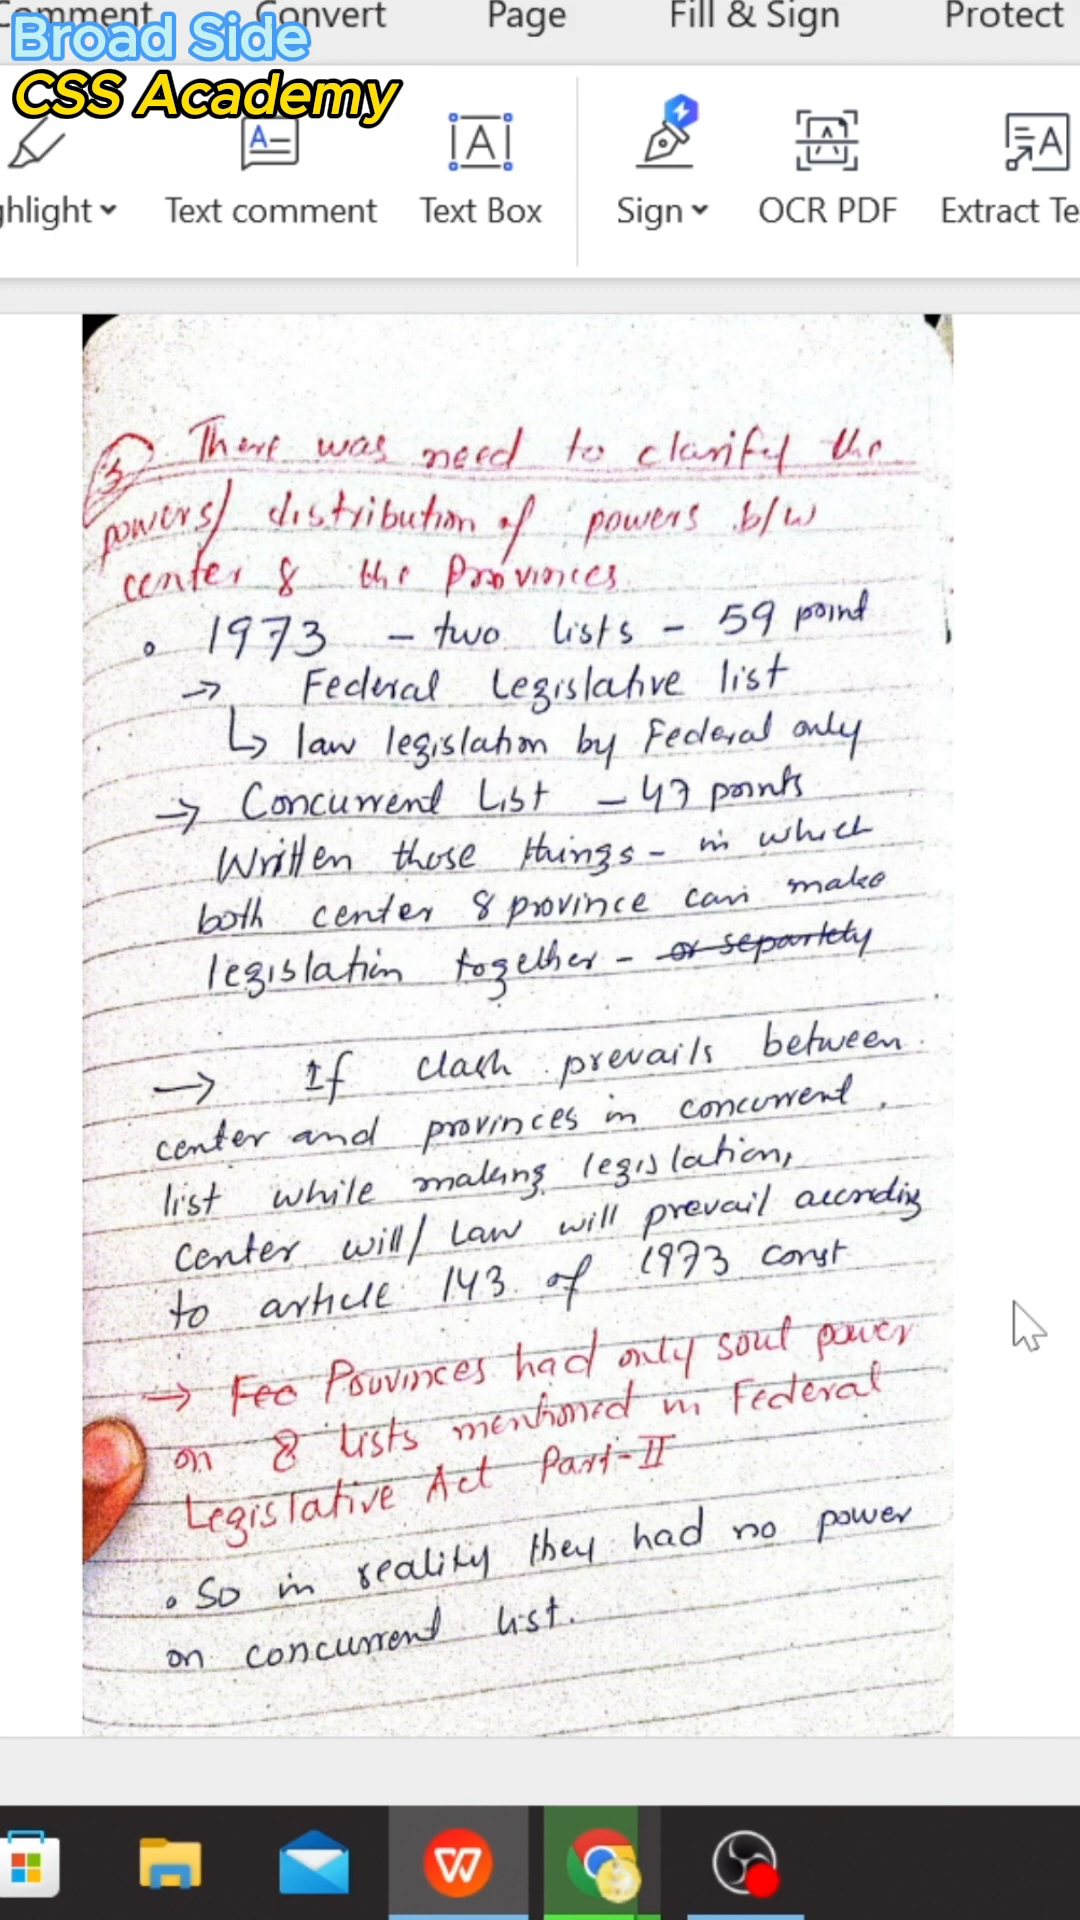 Comment Convert Page Fill & Sign Protect
Broad Side
CSS Academy
ghlight Text comment Text Box Sign OCR PDF Extract Te
3 There was need to clarify the
powers/ distribution of powers b/w
center & the Provinces
1973 - two lists - 59 point
→ Federal Legislative list
↳ law legislation by Federal only
→ Concurrent List - 47 points
Written those things - in which
both center & province can make
legislation together - or separtely
→ If clash prevails between
center and provinces in concurrent
list while making legislation,
center will/ Law will prevail according
to article 143 of 1973 const
→ Fec Provinces had only soul power
on 8 lists mentioned in Federal
Legislative Act Part-II
• So in reality they had no power
on concurrent list.